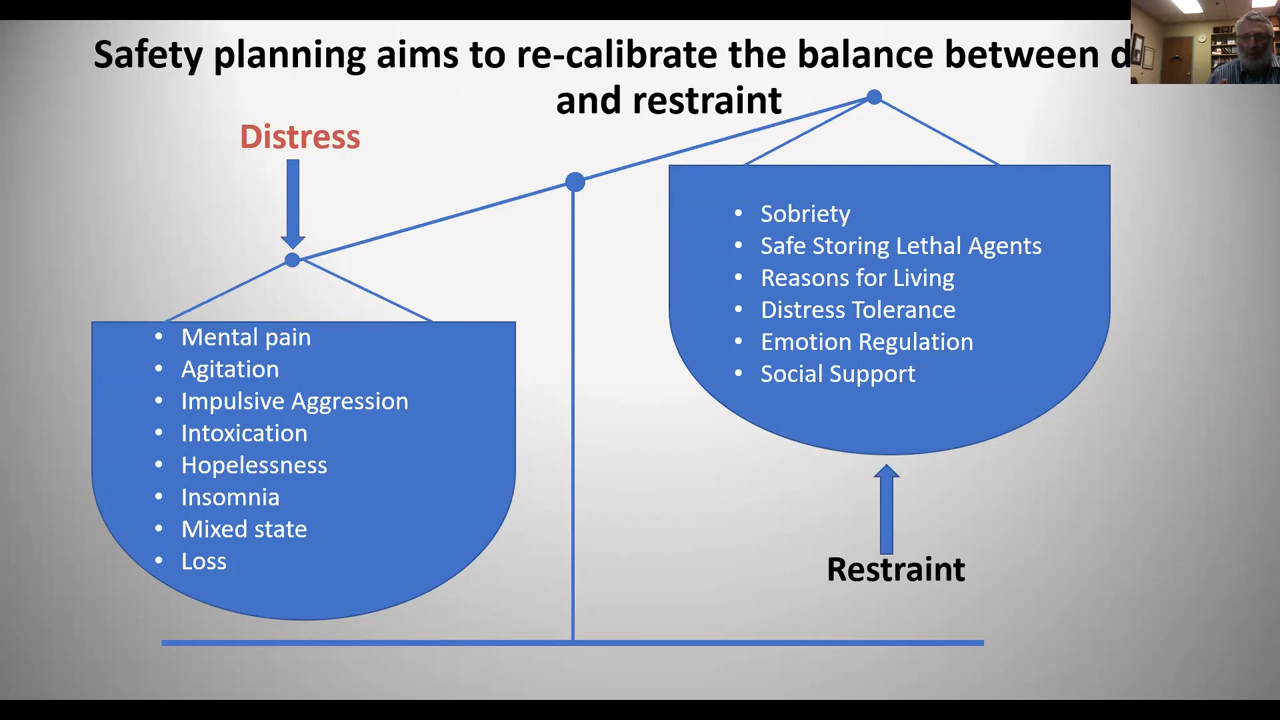 Safety planning aims to re-calibrate the balance between d
and restraint
Distress
• Mental pain
• Agitation
• Impulsive Aggression
• Intoxication
• Hopelessness
• Insomnia
• Mixed state
• Loss
• Sobriety
• Safe Storing Lethal Agents
• Reasons for Living
• Distress Tolerance
• Emotion Regulation
• Social Support
Restraint